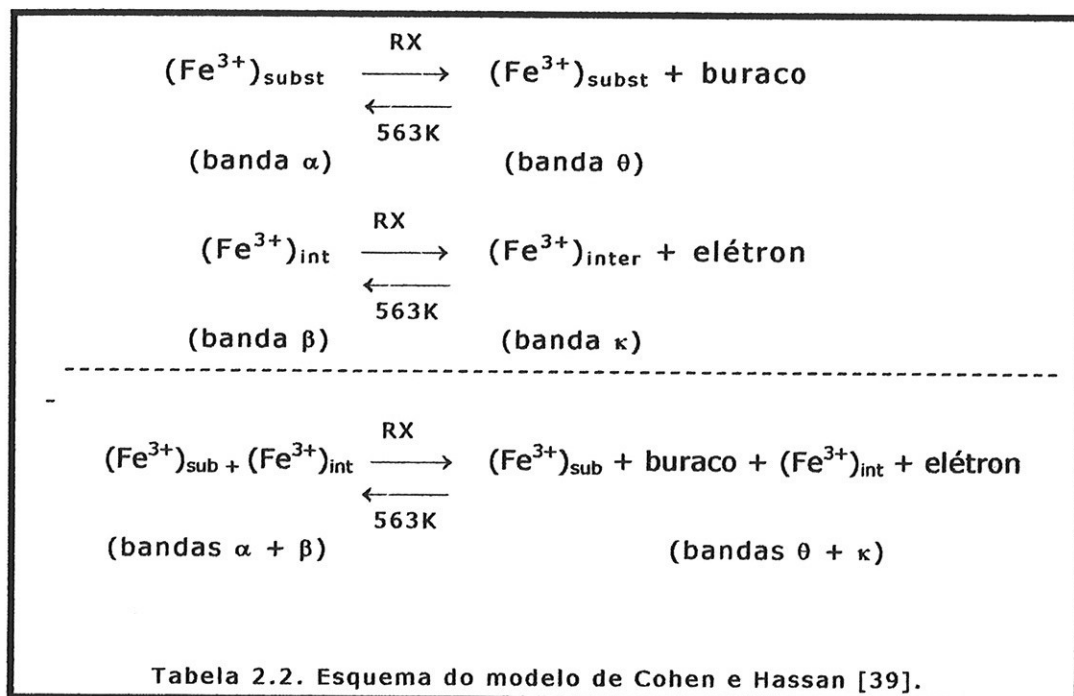 RX
(Fe³⁺)subst ⟶ (Fe³⁺)subst + buraco
⟵
563K
(banda α) (banda θ)
RX
(Fe³⁺)int ⟶ (Fe³⁺)inter + elétron
⟵
563K
(banda β) (banda κ)
RX
(Fe³⁺)sub + (Fe³⁺)int ⟶ (Fe³⁺)sub + buraco + (Fe³⁺)int + elétron
⟵
563K
(bandas α + β) (bandas θ + κ)
Tabela 2.2. Esquema do modelo de Cohen e Hassan [39].